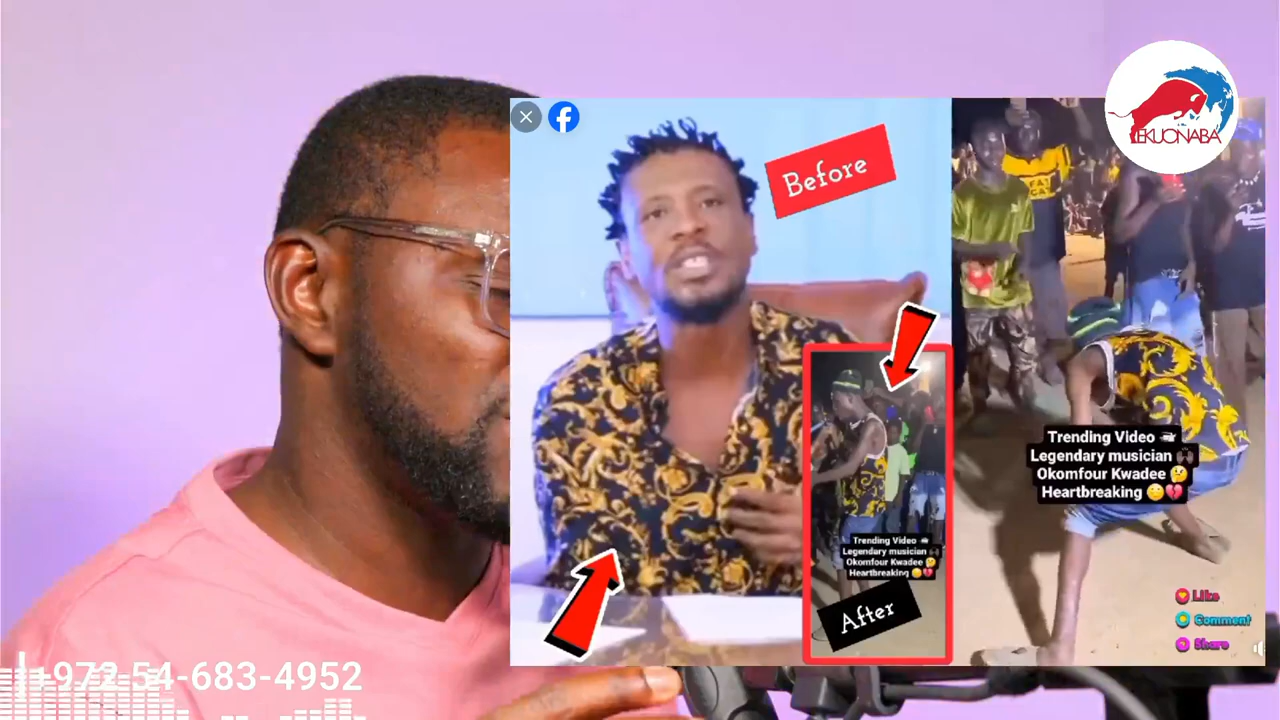 EKUONABA
Before
Trending Video
Legendary musician
Okomfour Kwadee
Heartbreaking
Trending Video
Legendary musician
Okomfour Kwadee
Heartbreaking
After
Like
Comment
Share
+972 54-683-4952